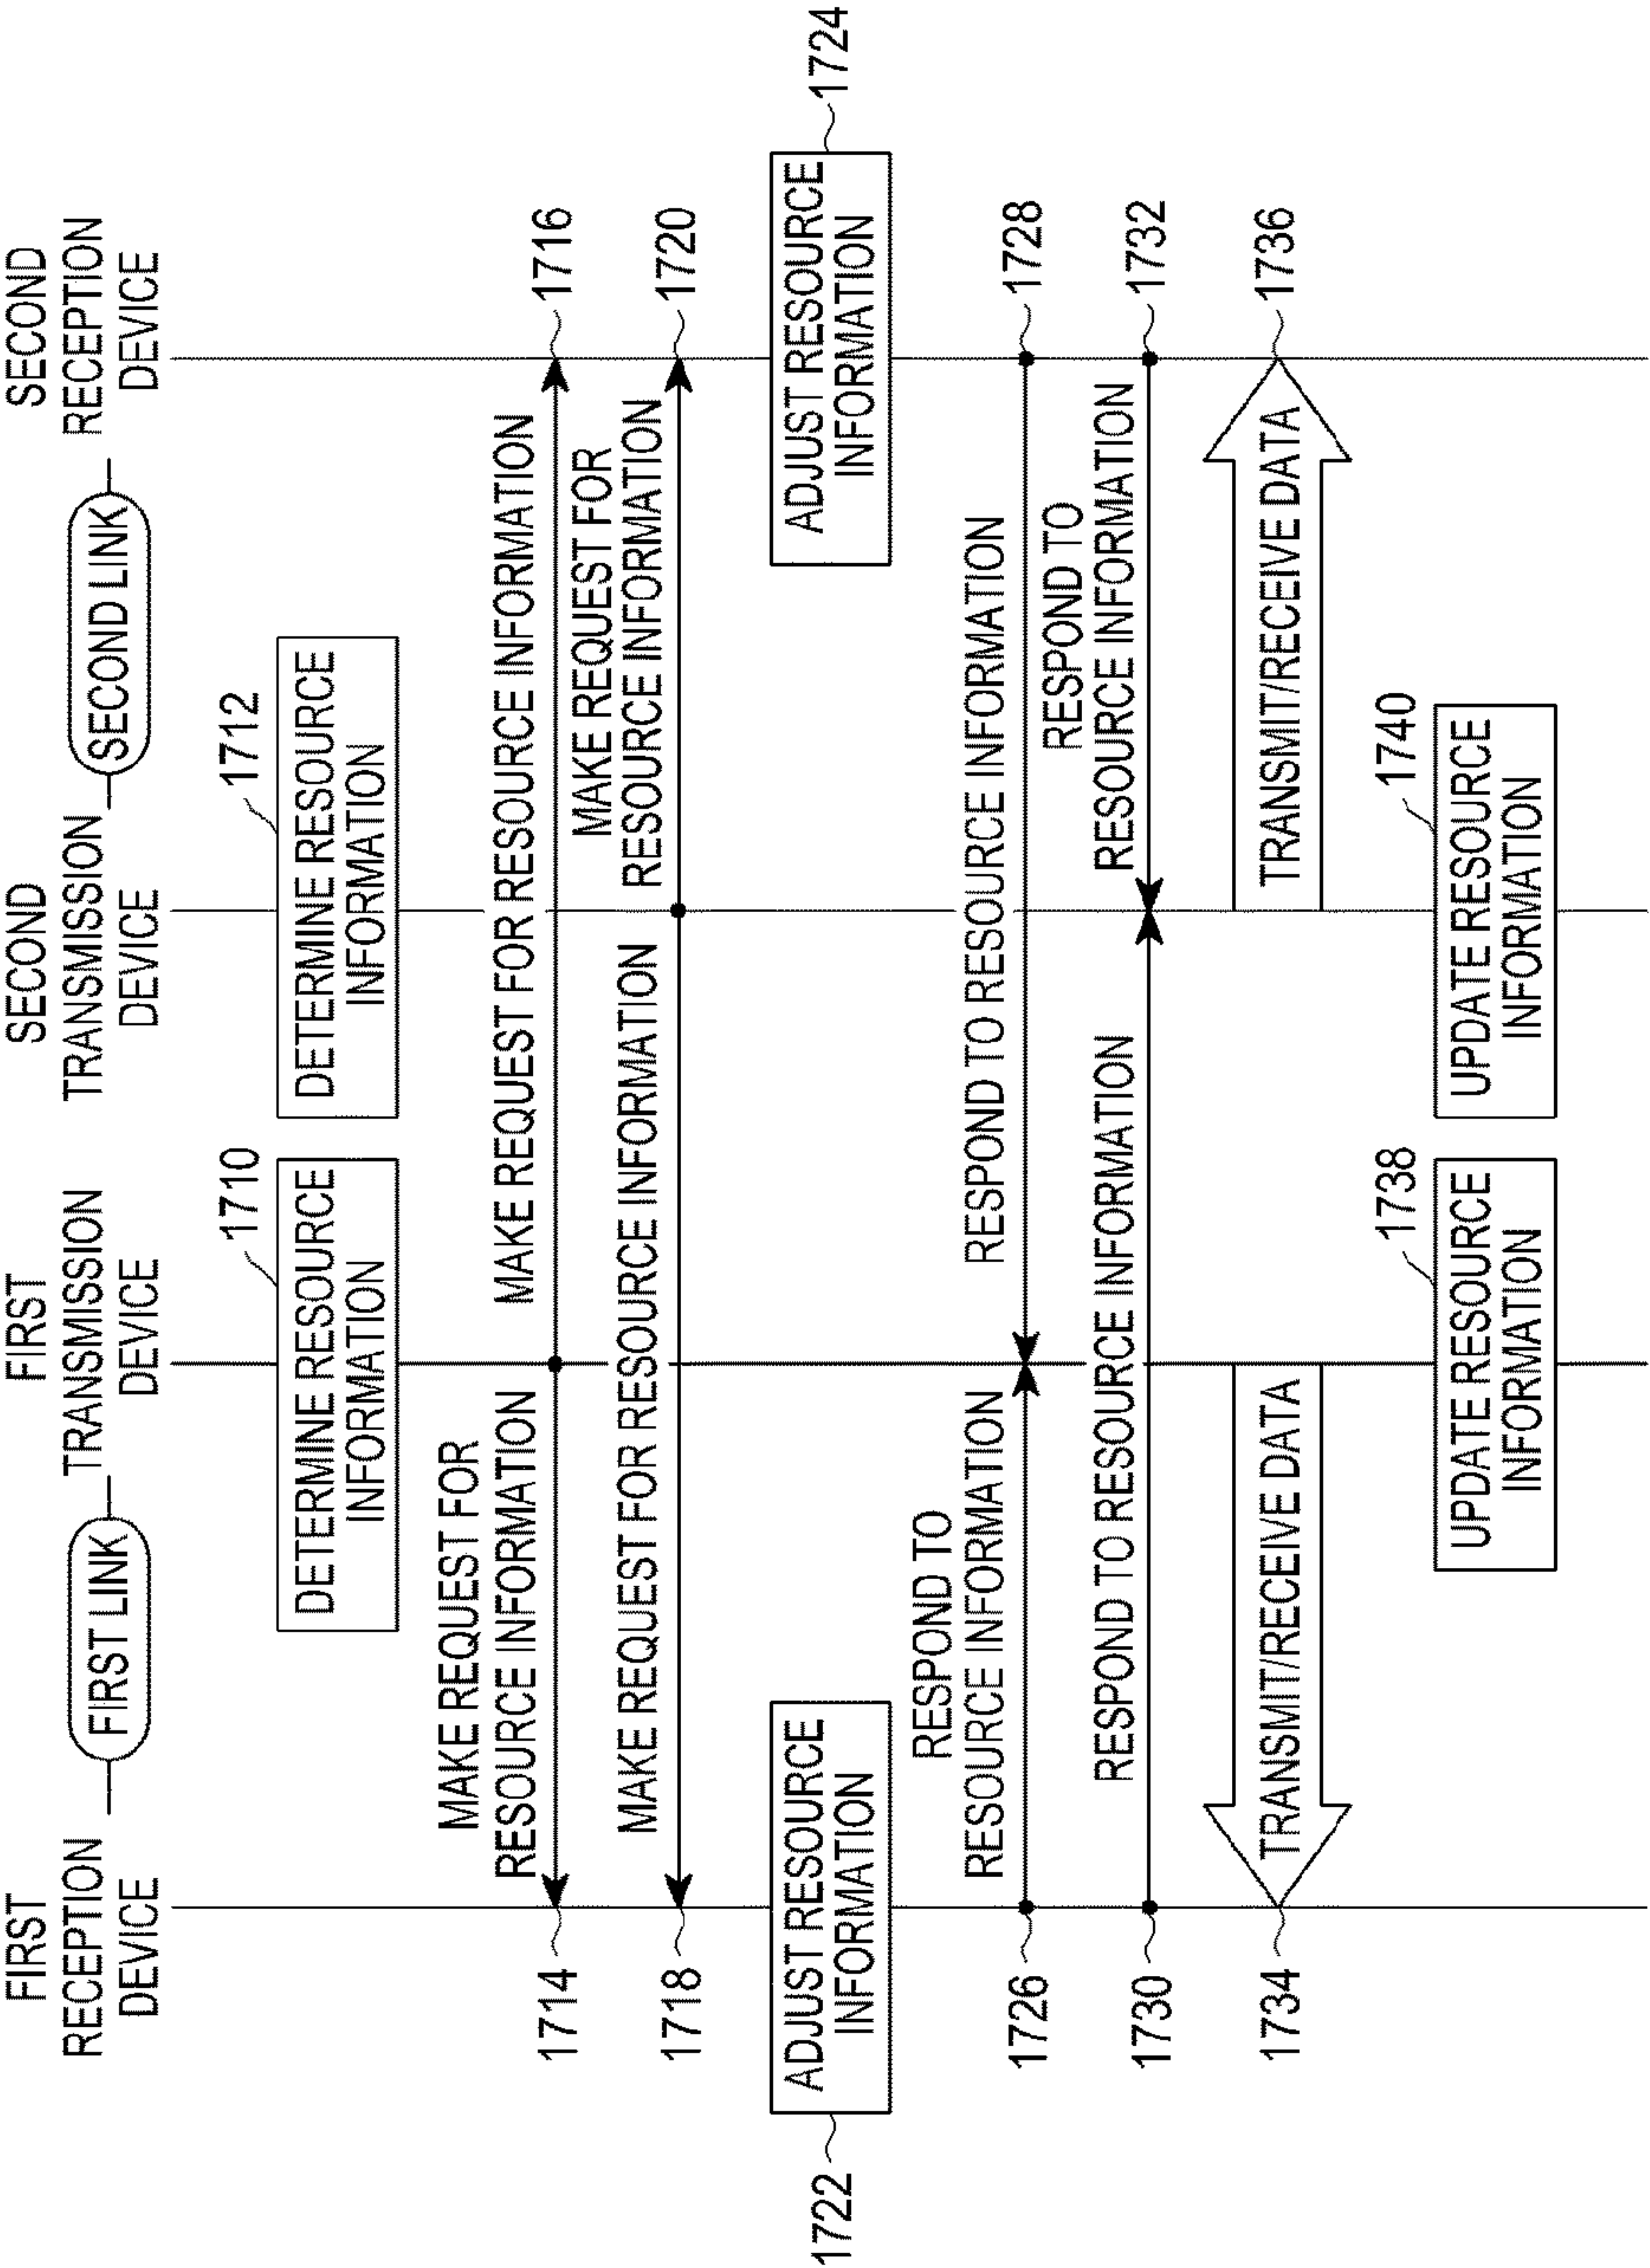 FIRST
RECEPTION
DEVICE
FIRST LINK
FIRST
TRANSMISSION
DEVICE
SECOND
TRANSMISSION
DEVICE
SECOND LINK
SECOND
RECEPTION
DEVICE
1710
DETERMINE RESOURCE
INFORMATION
1712
DETERMINE RESOURCE
INFORMATION
MAKE REQUEST FOR
RESOURCE INFORMATION
1714
MAKE REQUEST FOR RESOURCE INFORMATION
1716
MAKE REQUEST FOR RESOURCE INFORMATION
1718
MAKE REQUEST FOR
RESOURCE INFORMATION
1720
1722
ADJUST RESOURCE
INFORMATION
ADJUST RESOURCE
INFORMATION
1724
RESPOND TO
RESOURCE INFORMATION
1726
RESPOND TO RESOURCE INFORMATION
1728
RESPOND TO RESOURCE INFORMATION
1730
RESPOND TO
RESOURCE INFORMATION
1732
1734
TRANSMIT/RECEIVE DATA
TRANSMIT/RECEIVE DATA
1736
1738
UPDATE RESOURCE
INFORMATION
1740
UPDATE RESOURCE
INFORMATION